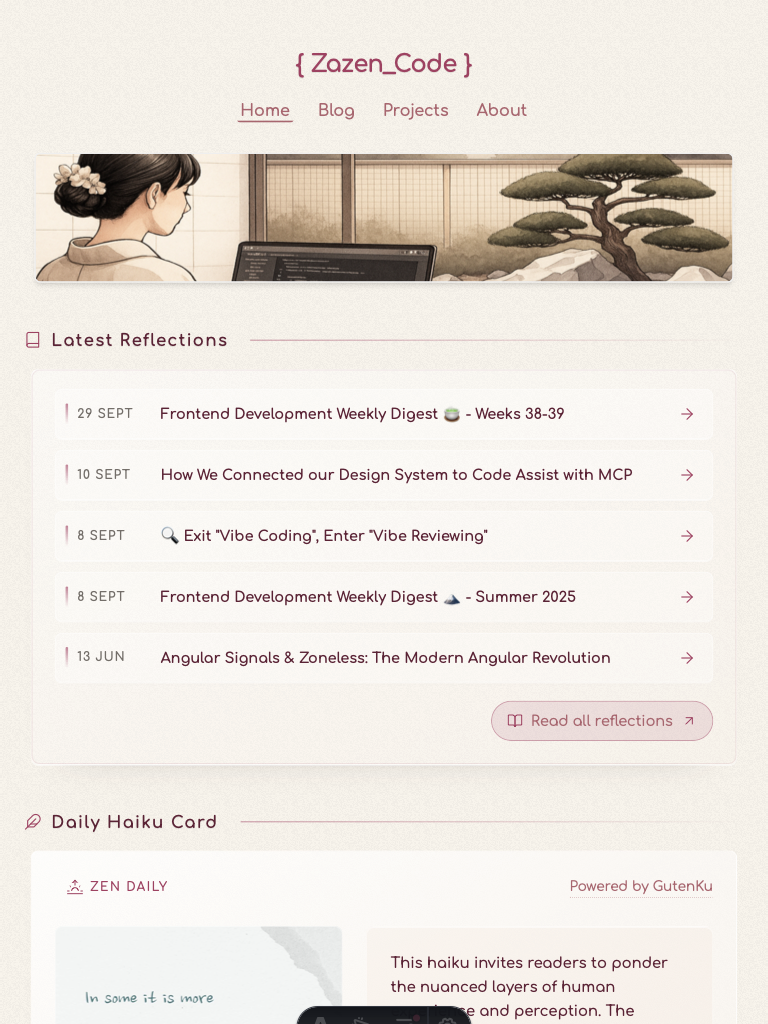 { Zazen_Code }
Home Blog Projects About
Latest Reflections
29 SEPT Frontend Development Weekly Digest 🍵 - Weeks 38-39
10 SEPT How We Connected our Design System to Code Assist with MCP
8 SEPT 🔍 Exit "Vibe Coding", Enter "Vibe Reviewing"
8 SEPT Frontend Development Weekly Digest 🗻 - Summer 2025
13 JUN Angular Signals & Zoneless: The Modern Angular Revolution
Read all reflections
Daily Haiku Card
ZEN DAILY
Powered by GutenKu
In some it is more
This haiku invites readers to ponder
the nuanced layers of human
and perception. The